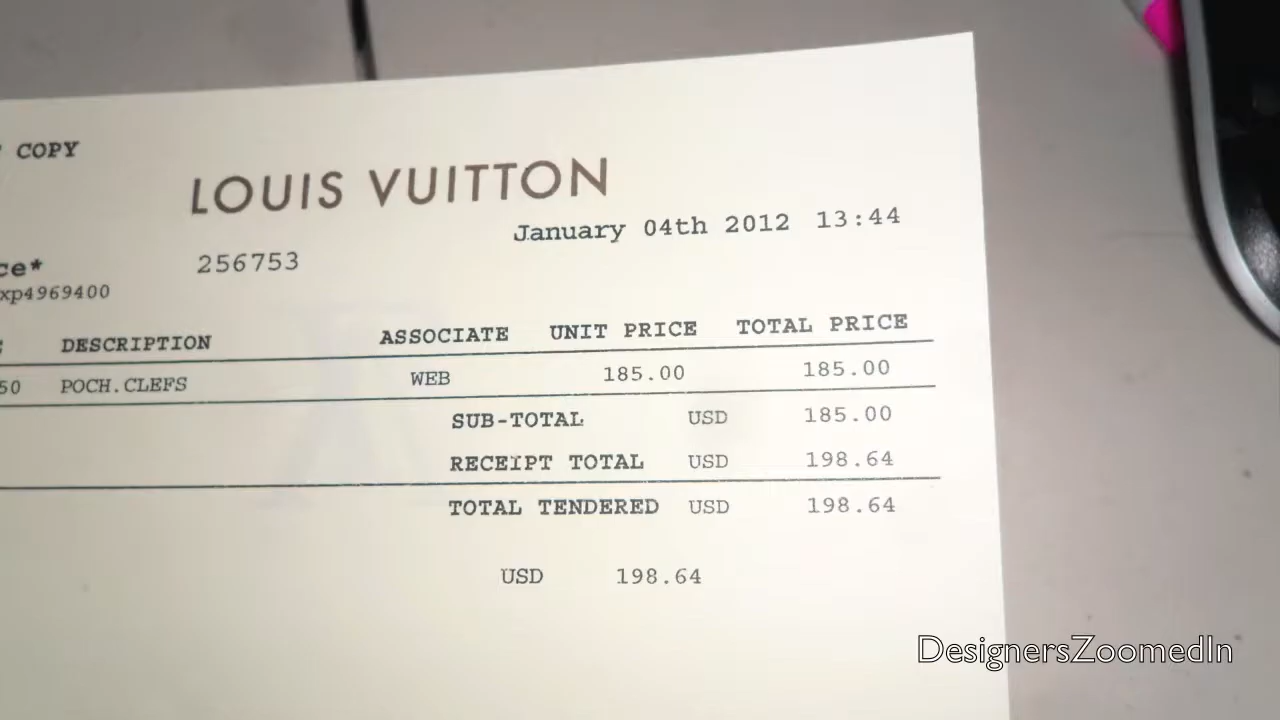 COPY
LOUIS VUITTON
January 04th 2012 13:44
ce* 256753
xp4969400
DESCRIPTION ASSOCIATE UNIT PRICE TOTAL PRICE
50 POCH.CLEFS WEB 185.00 185.00
SUB-TOTAL USD 185.00
RECEIPT TOTAL USD 198.64
TOTAL TENDERED USD 198.64
USD 198.64
DesignersZoomedIn